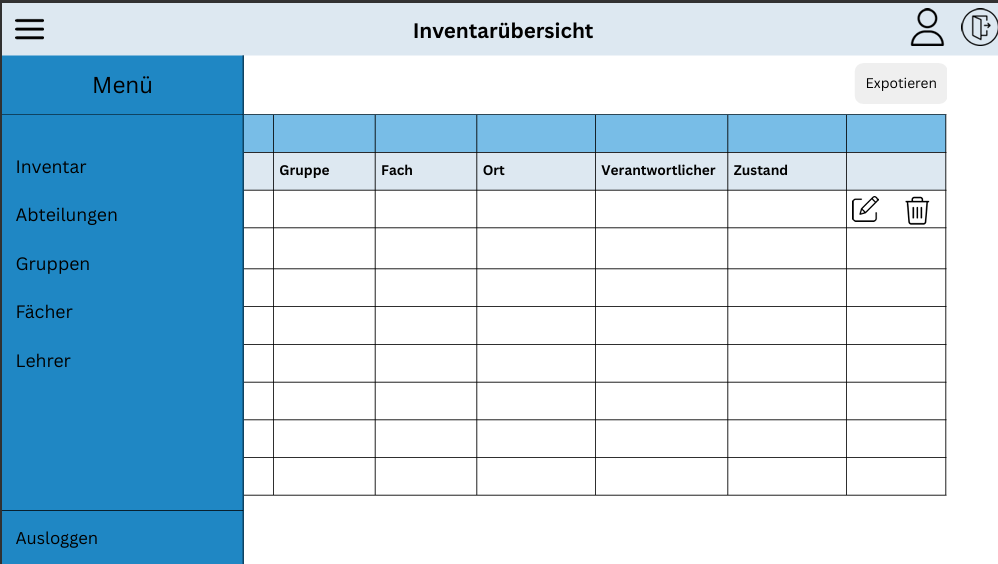 Inventarübersicht
Menü
Expotieren
Inventar
Abteilungen
Gruppen
Fächer
Lehrer
Ausloggen
Gruppe Fach Ort Verantwortlicher Zustand